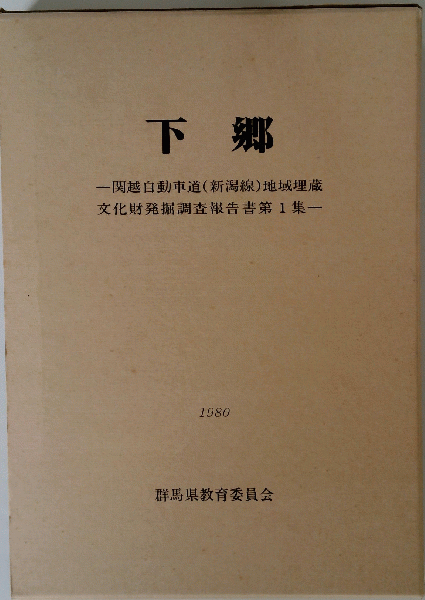 下郷
―関越自動車道(新潟線)地域埋蔵
文化財発掘調査報告書第1集―
1980
群馬県教育委員会